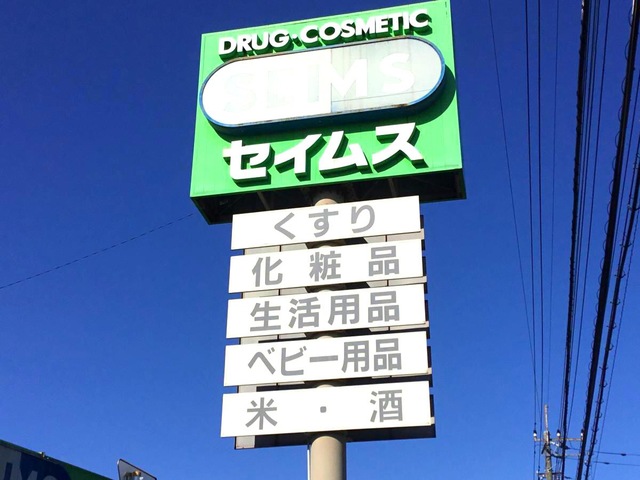 DRUG・COSMETIC
SEIMS
セイムス
くすり
化粧品
生活用品
ベビー用品
米・酒